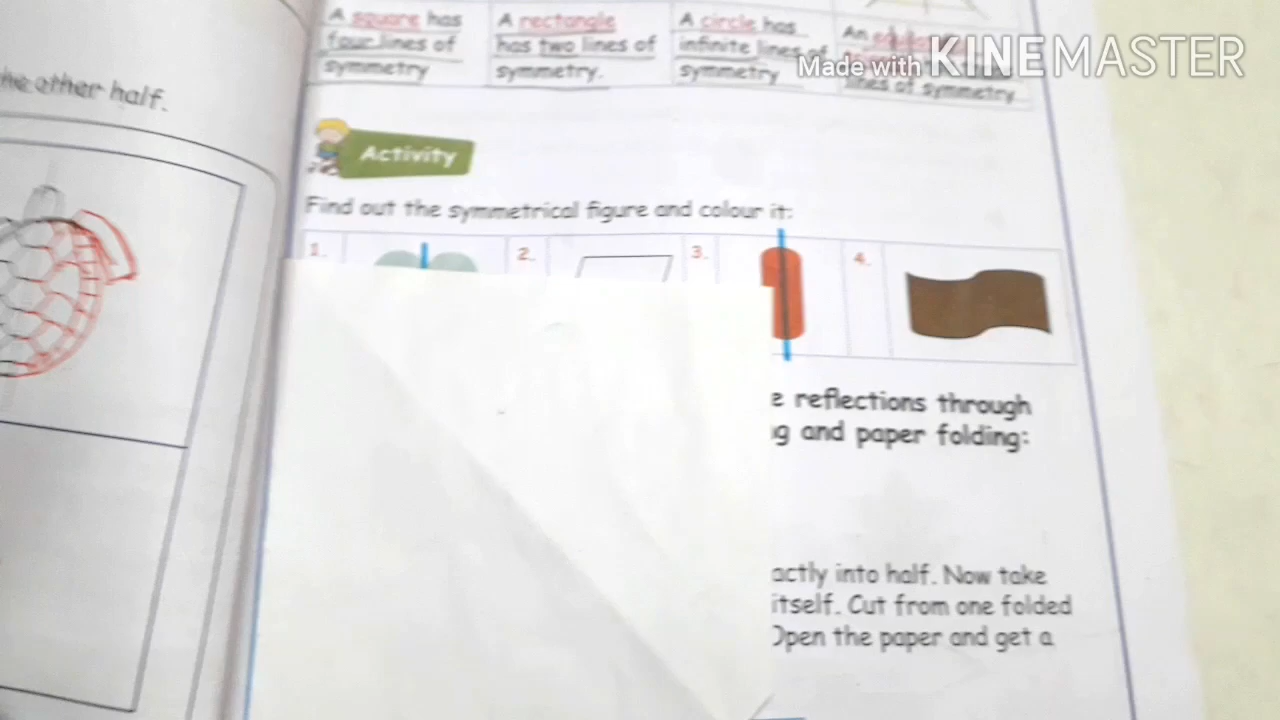 he other half.
A square has
four lines of
symmetry
A rectangle
has two lines of
symmetry.
A circle has
infinite lines of
symmetry
An
lines of symmetry
Made with KINEMASTER
Activity
Find out the symmetrical figure and colour it:
1.
2.
3.
4.
e reflections through
g and paper folding:
actly into half. Now take
itself. Cut from one folded
Open the paper and get a